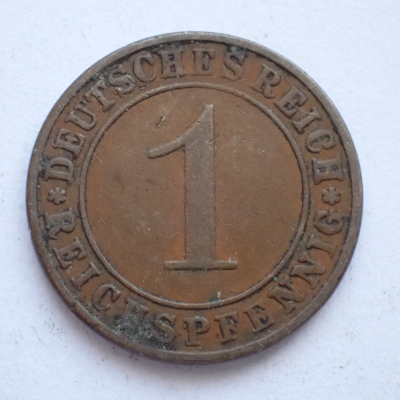 *DEUTSCHES REICH*
1
REICHSPFENNIG